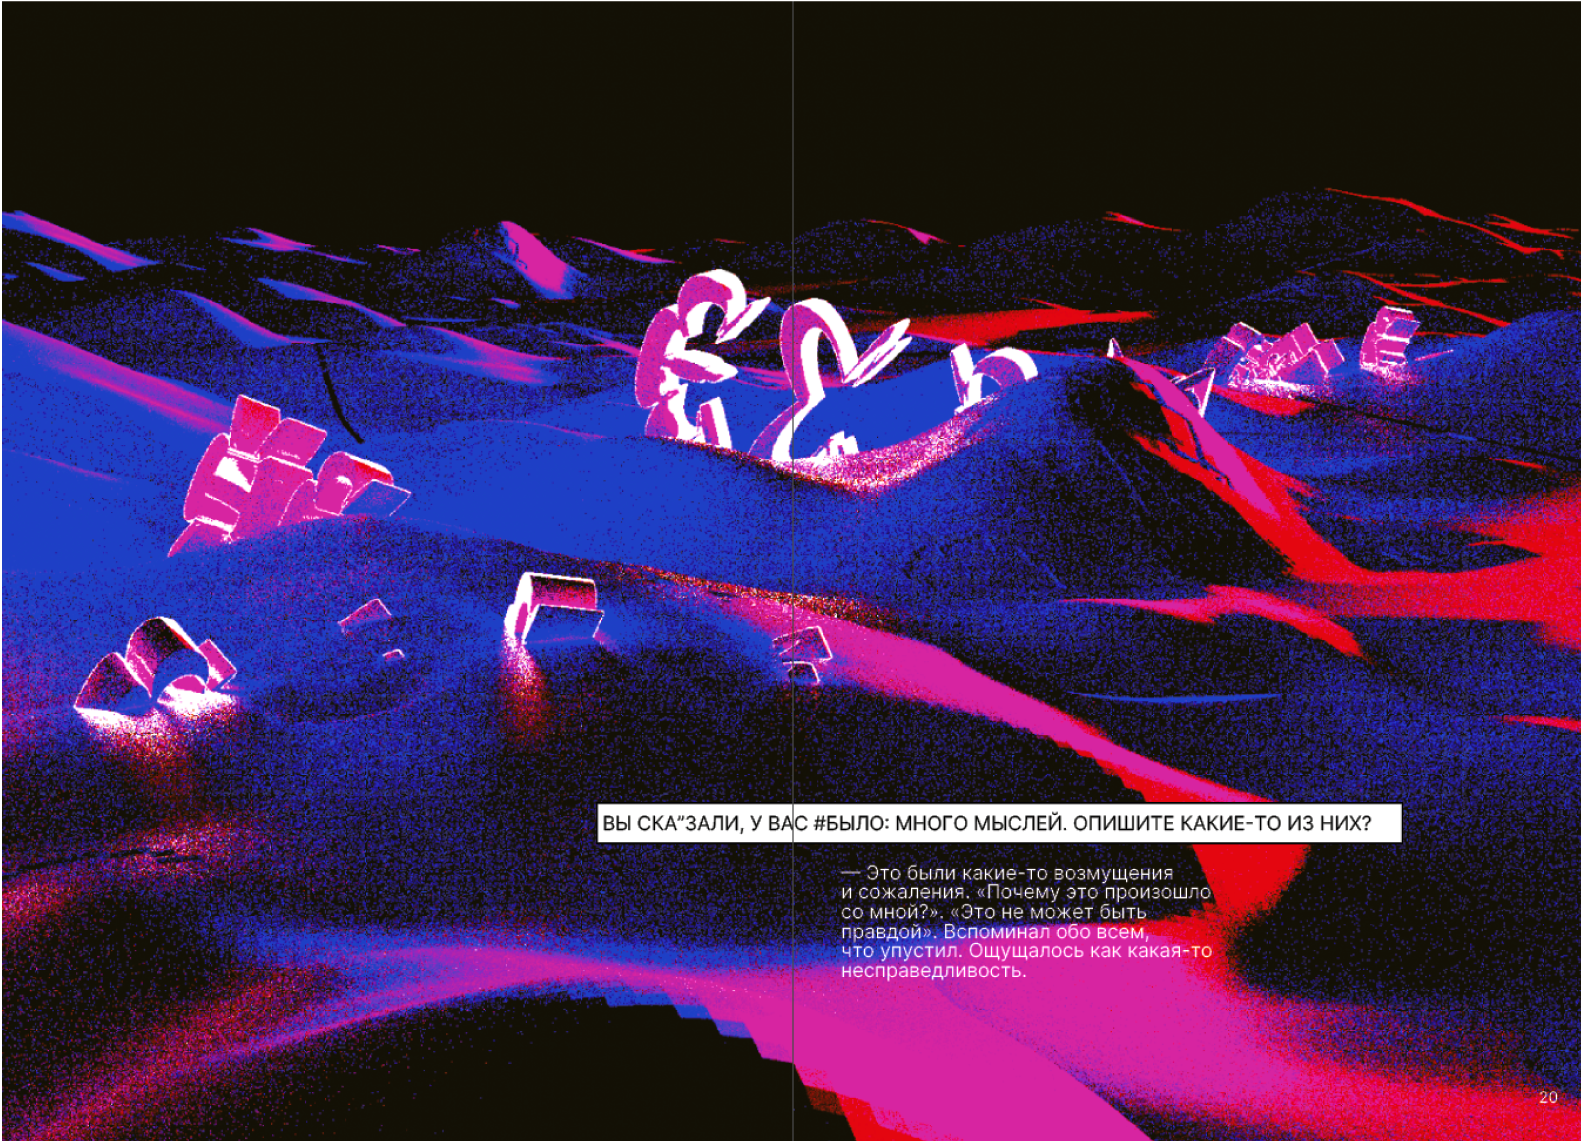 ВЫ СКА"ЗАЛИ, У ВАС #БЫЛО: МНОГО МЫСЛЕЙ. ОПИШИТЕ КАКИЕ-ТО ИЗ НИХ?
— Это были какие-то возмущения
и сожаления. «Почему это произошло
со мной?». «Это не может быть
правдой». Вспоминал обо всем,
что упустил. Ощущалось как какая-то
несправедливость.
20